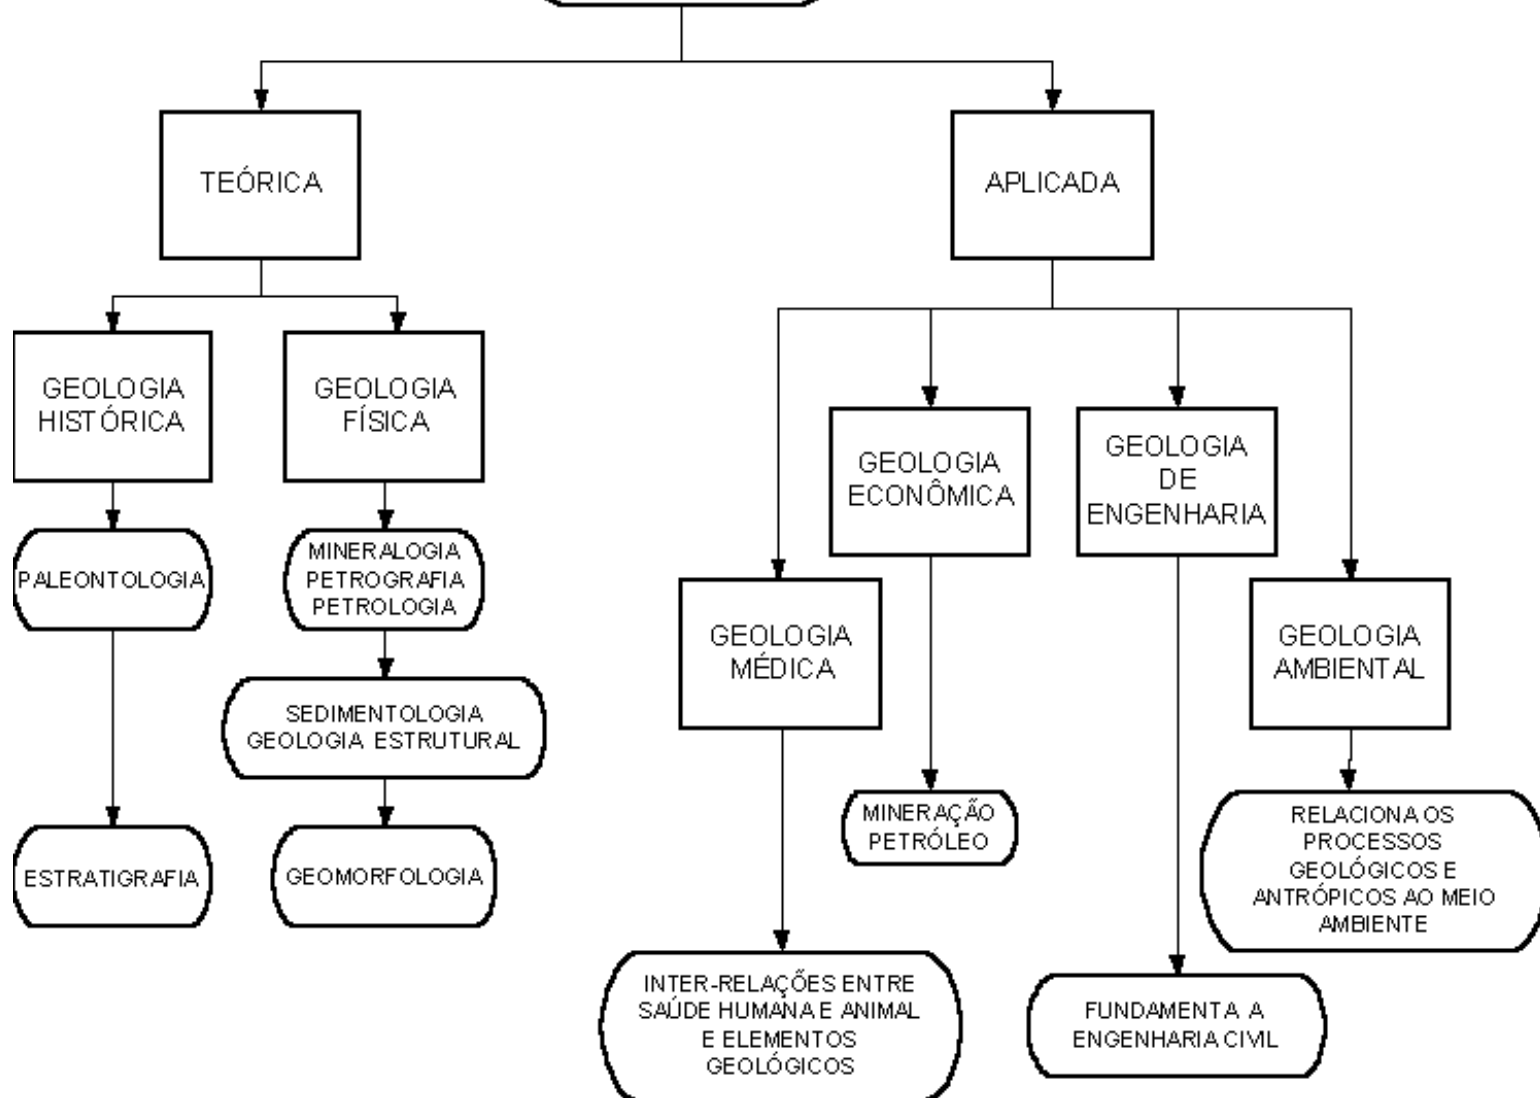 TEÓRICA
APLICADA
GEOLOGIA
HISTÓRICA
GEOLOGIA
FÍSICA
GEOLOGIA
ECONÔMICA
GEOLOGIA
DE
ENGENHARIA
PALEONTOLOGIA
MINERALOGIA
PETROGRAFIA
PETROLOGIA
GEOLOGIA
MÉDICA
GEOLOGIA
AMBIENTAL
SEDIMENTOLOGIA
GEOLOGIA ESTRUTURAL
MINERAÇÃO
PETRÓLEO
RELACIONA OS
PROCESSOS
GEOLÓGICOS E
ANTRÓPICOS AO MEIO
AMBIENTE
ESTRATIGRAFIA
GEOMORFOLOGIA
INTER-RELAÇÕES ENTRE
SAÚDE HUMANA E ANIMAL
E ELEMENTOS
GEOLÓGICOS
FUNDAMENTA A
ENGENHARIA CIVIL